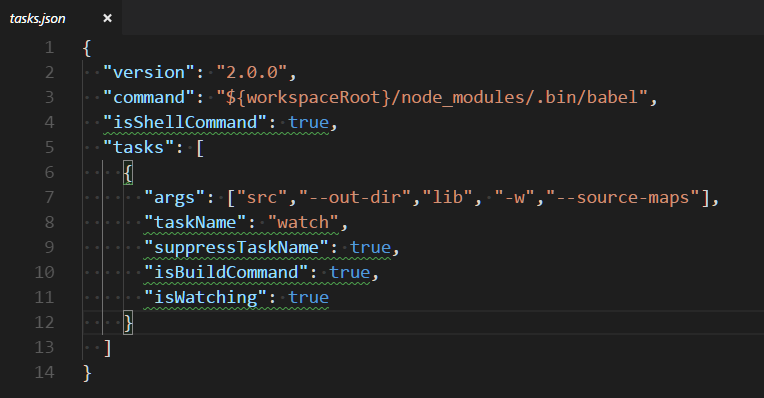 tasks.json ×
1 {
2   "version": "2.0.0",
3   "command": "${workspaceRoot}/node_modules/.bin/babel",
4   "isShellCommand": true,
5   "tasks": [
6     {
7       "args": ["src","--out-dir","lib", "-w","--source-maps"],
8       "taskName": "watch",
9       "suppressTaskName": true,
10       "isBuildCommand": true,
11       "isWatching": true
12     }
13   ]
14 }